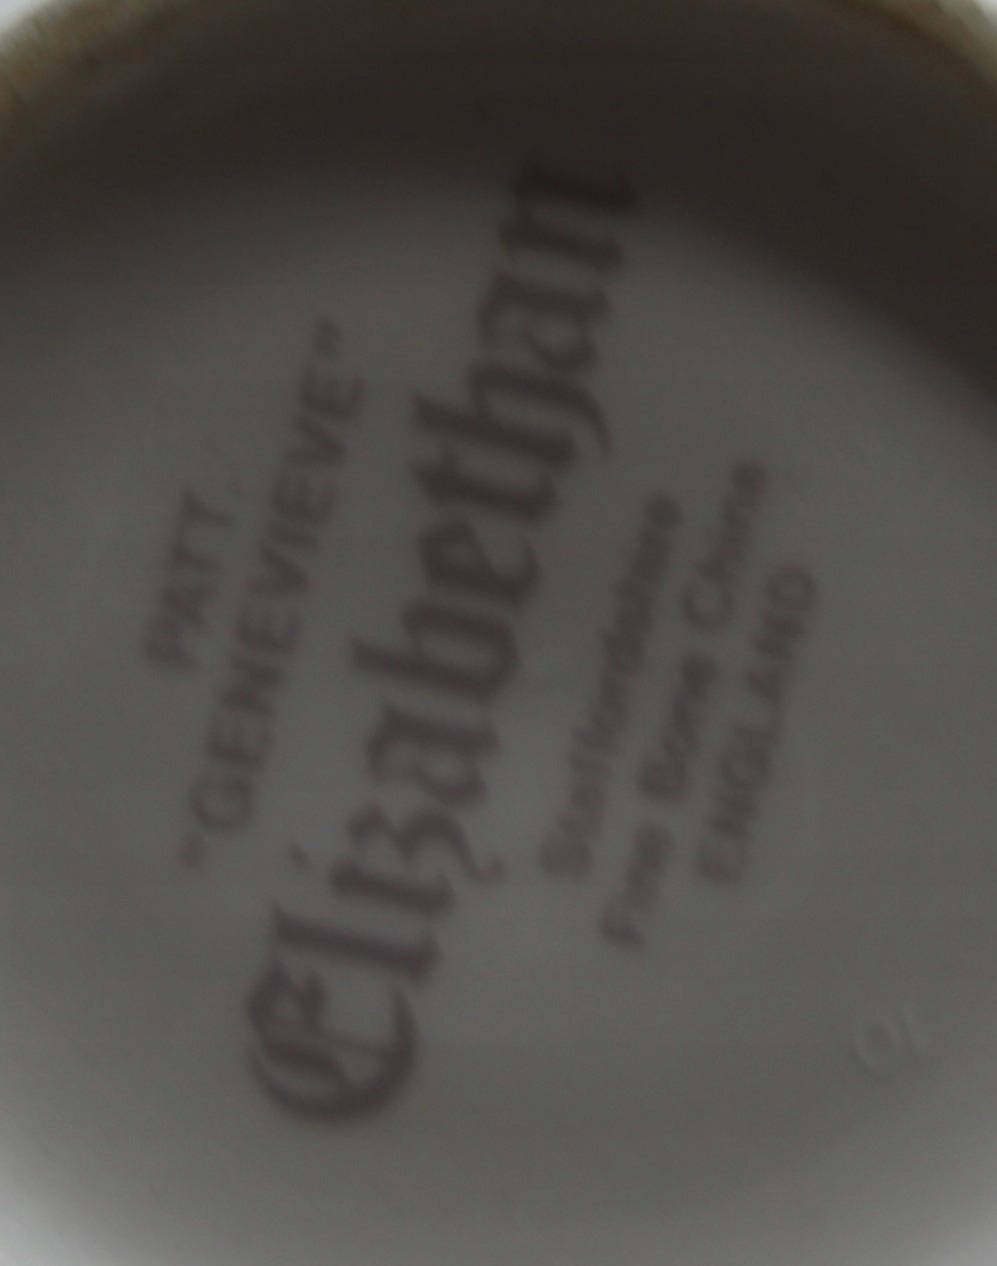 PATT.
"GENEVIEVE"
Elizabethan
Staffordshire
Fine Bone China
ENGLAND